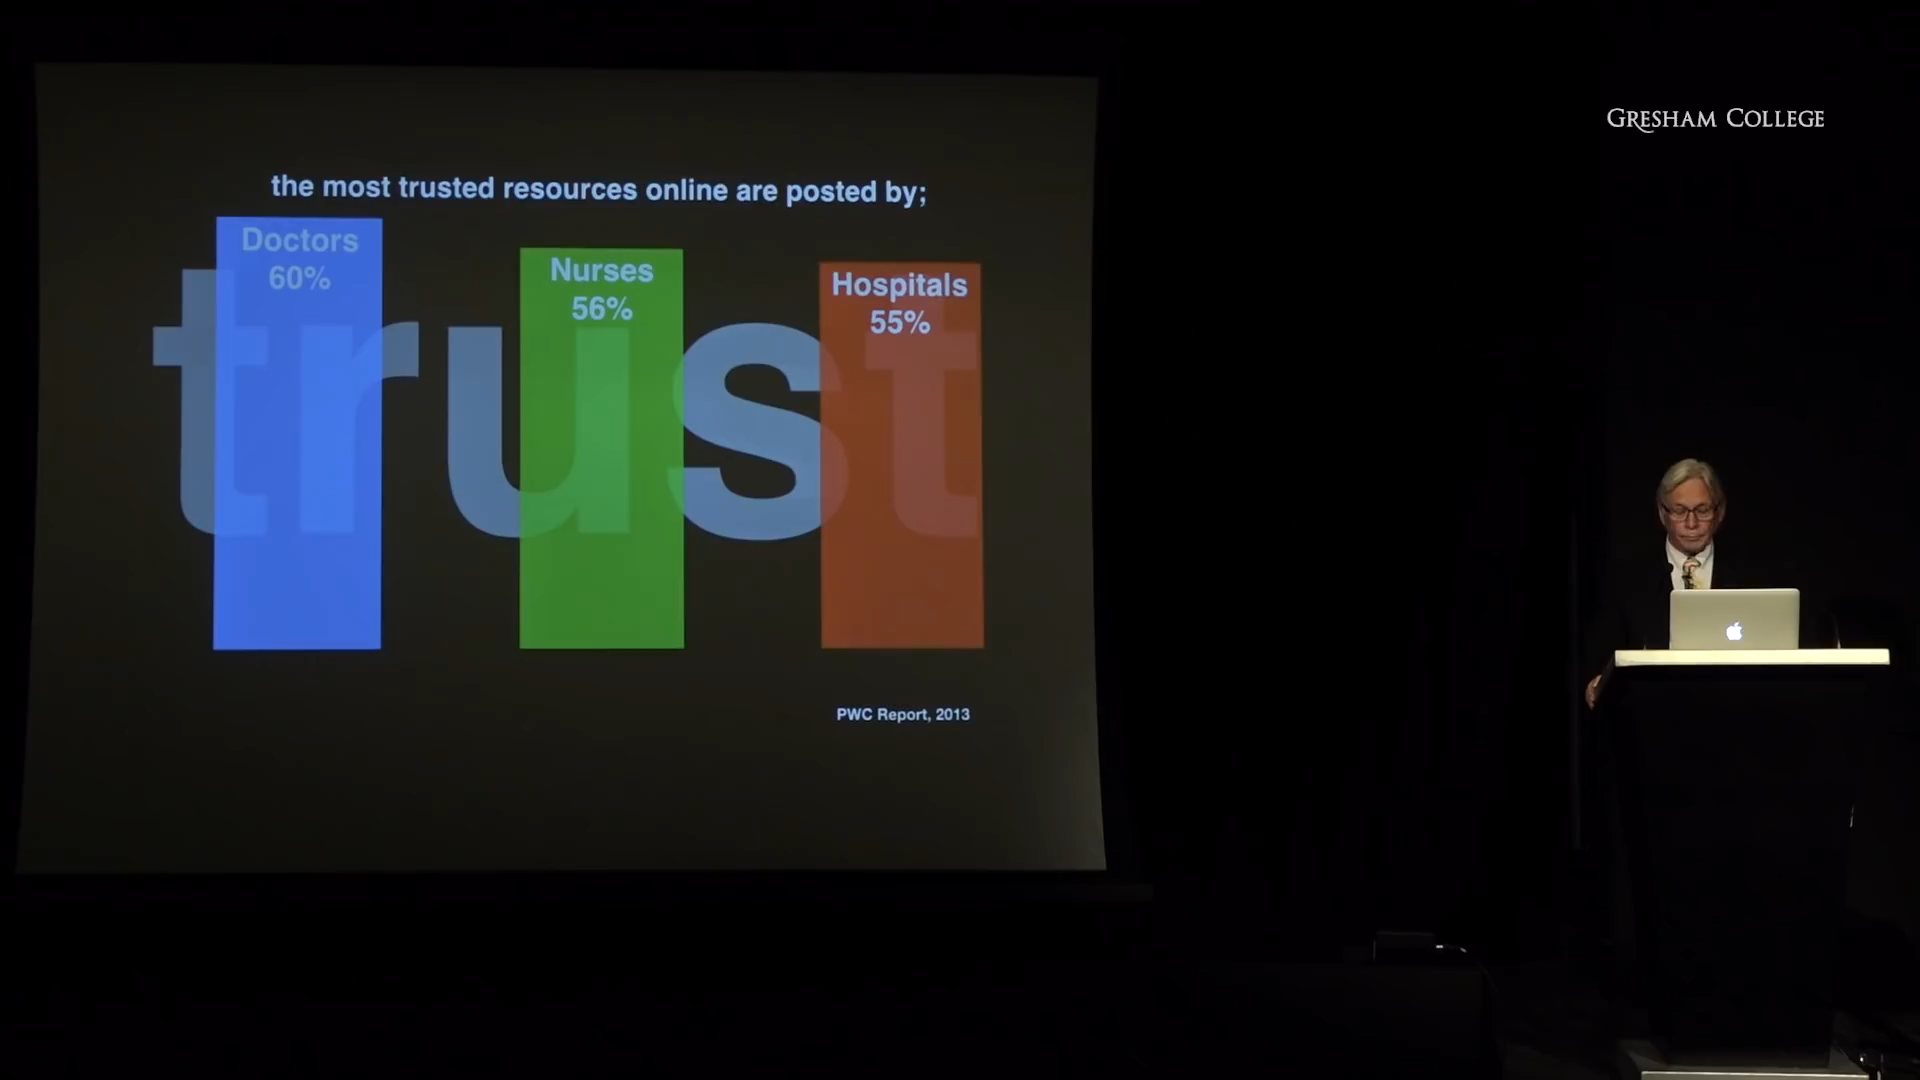 GRESHAM COLLEGE
the most trusted resources online are posted by;
Doctors
60%
Nurses
56%
Hospitals
55%
trust
PWC Report, 2013